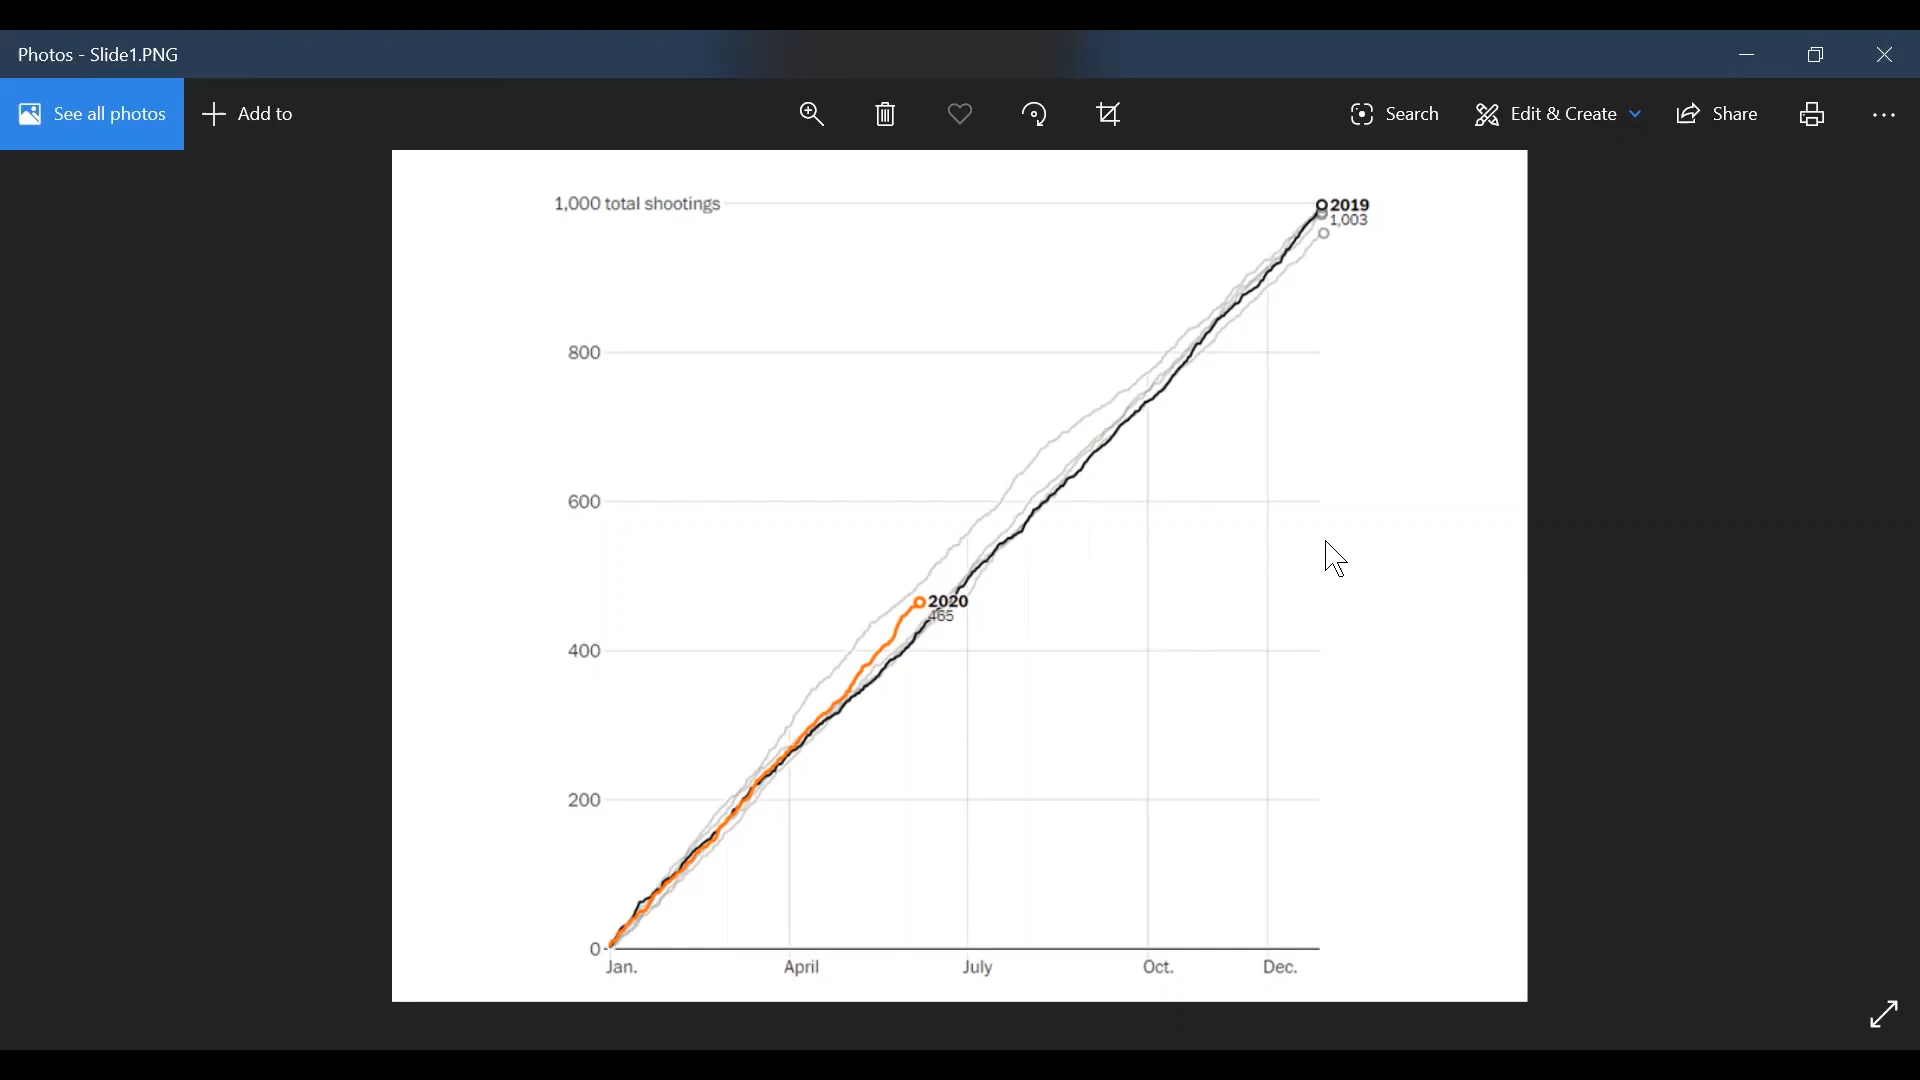 Photos - Slide1.PNG
See all photos
Add to
Search
Edit & Create
Share
1,000 total shootings
2019
1,003
800
600
2020
465
400
200
0
Jan.
April
July
Oct.
Dec.